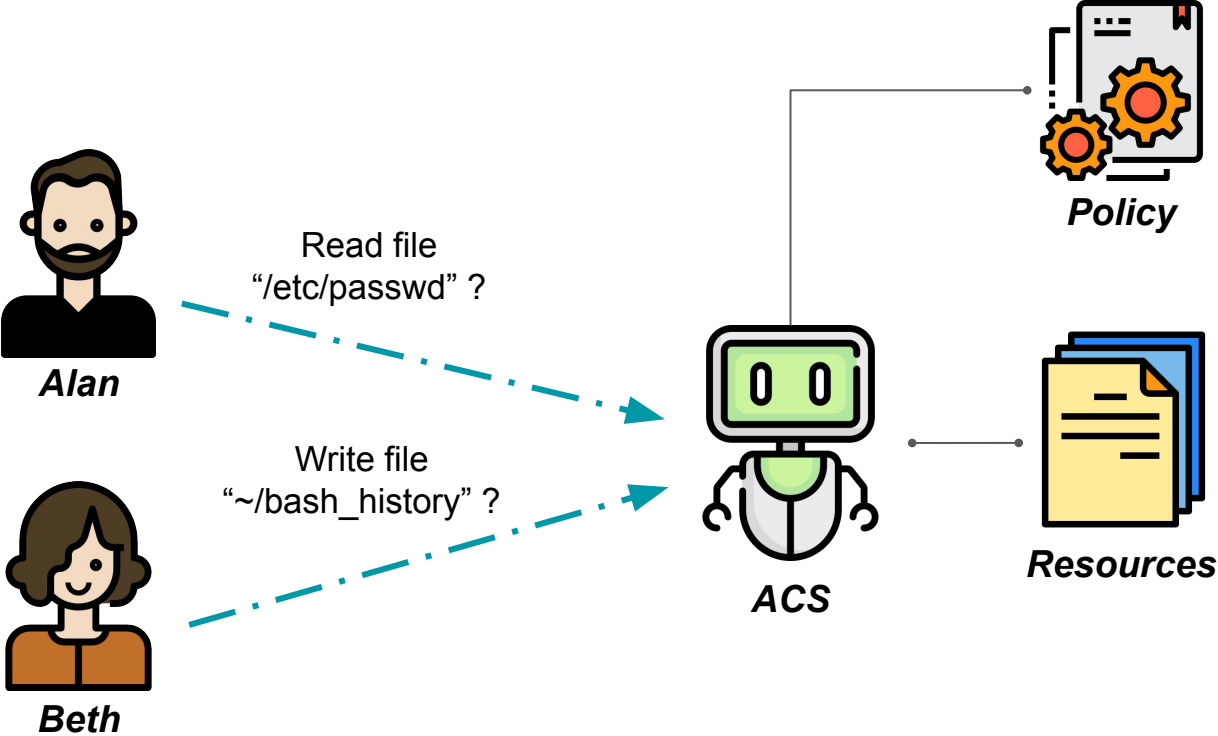 Read file
“/etc/passwd” ?
Alan
Write file
“~/bash_history” ?
Beth
ACS
Policy
Resources